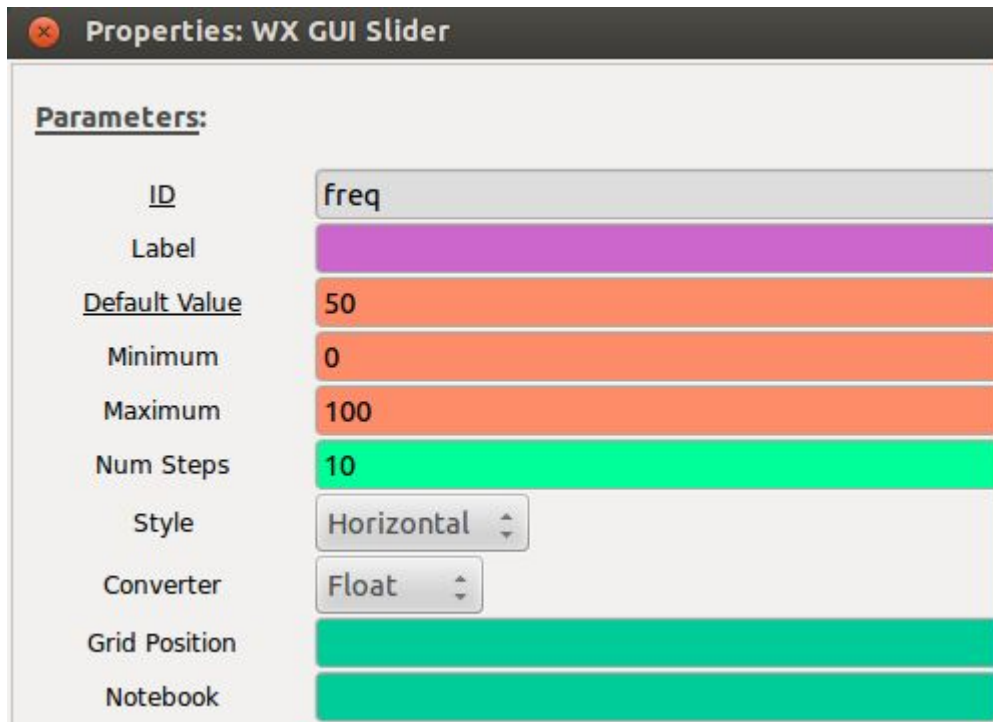 Properties: WX GUI Slider
Parameters:
ID freq
Label
Default Value 50
Minimum 0
Maximum 100
Num Steps 10
Style Horizontal
Converter Float
Grid Position
Notebook